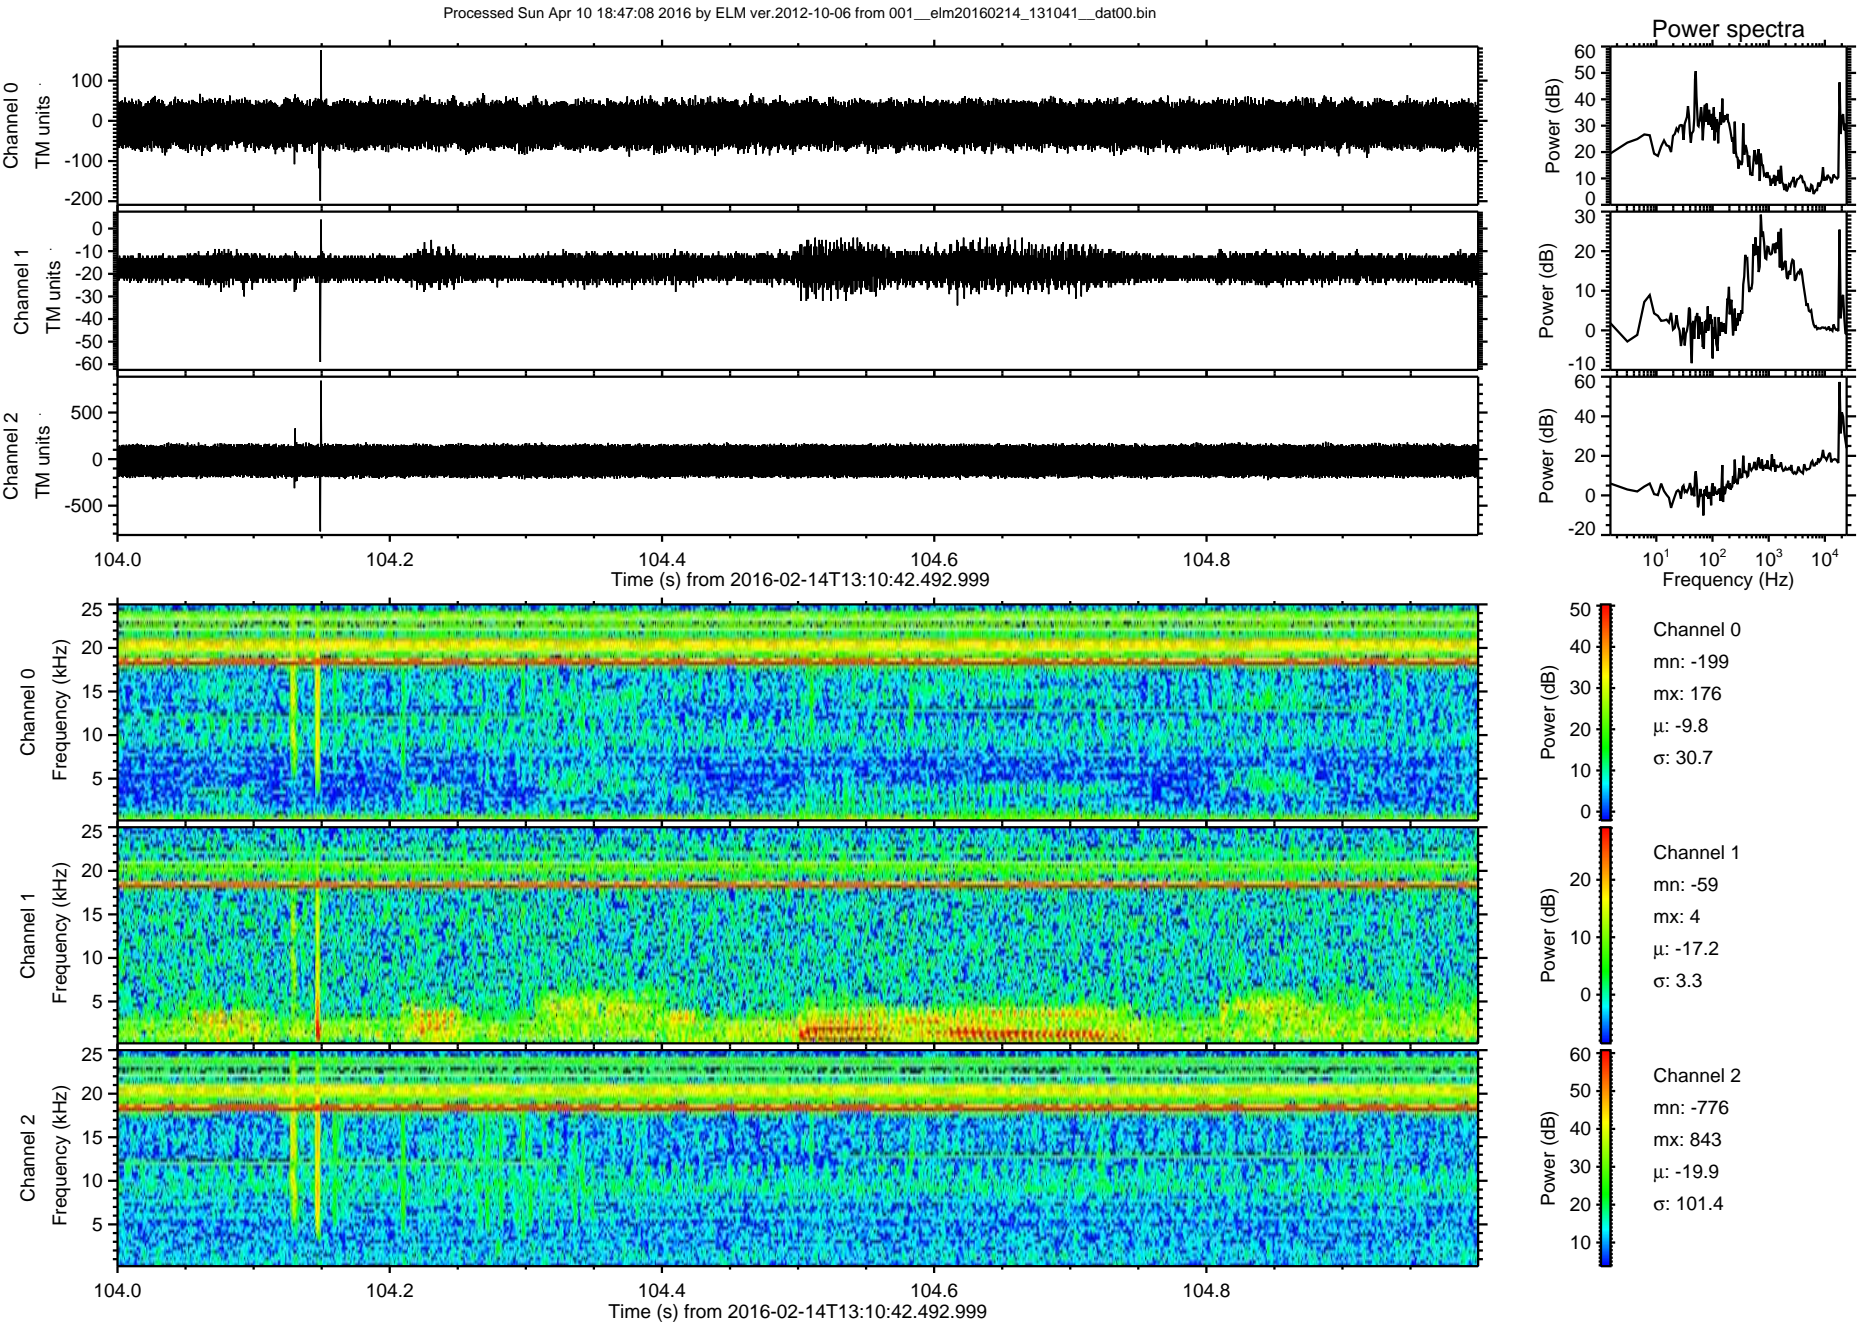 Processed Sun Apr 10 18:47:08 2016 by ELM ver.2012-10-06 from 001__elm20160214_131041__dat00.bin
Power spectra
Channel 0
TM units
100
0
-100
-200
Power (dB)
60
50
40
30
20
10
0
Channel 1
TM units
0
-10
-20
-30
-40
-50
-60
Power (dB)
30
20
10
0
-10
Channel 2
TM units
500
0
-500
Power (dB)
60
40
20
0
-20
104.0 104.2 104.4 104.6 104.8
Time (s) from 2016-02-14T13:10:42.492.999
10¹ 10² 10³ 10⁴
Frequency (Hz)
Channel 0
Frequency (kHz)
25
20
15
10
5
Power (dB)
50
40
30
20
10
0
Channel 0
mn: -199
mx: 176
µ: -9.8
σ: 30.7
Channel 1
Frequency (kHz)
25
20
15
10
5
Power (dB)
20
10
0
Channel 1
mn: -59
mx: 4
µ: -17.2
σ: 3.3
Channel 2
Frequency (kHz)
25
20
15
10
5
Power (dB)
60
50
40
30
20
10
Channel 2
mn: -776
mx: 843
µ: -19.9
σ: 101.4
104.0 104.2 104.4 104.6 104.8
Time (s) from 2016-02-14T13:10:42.492.999